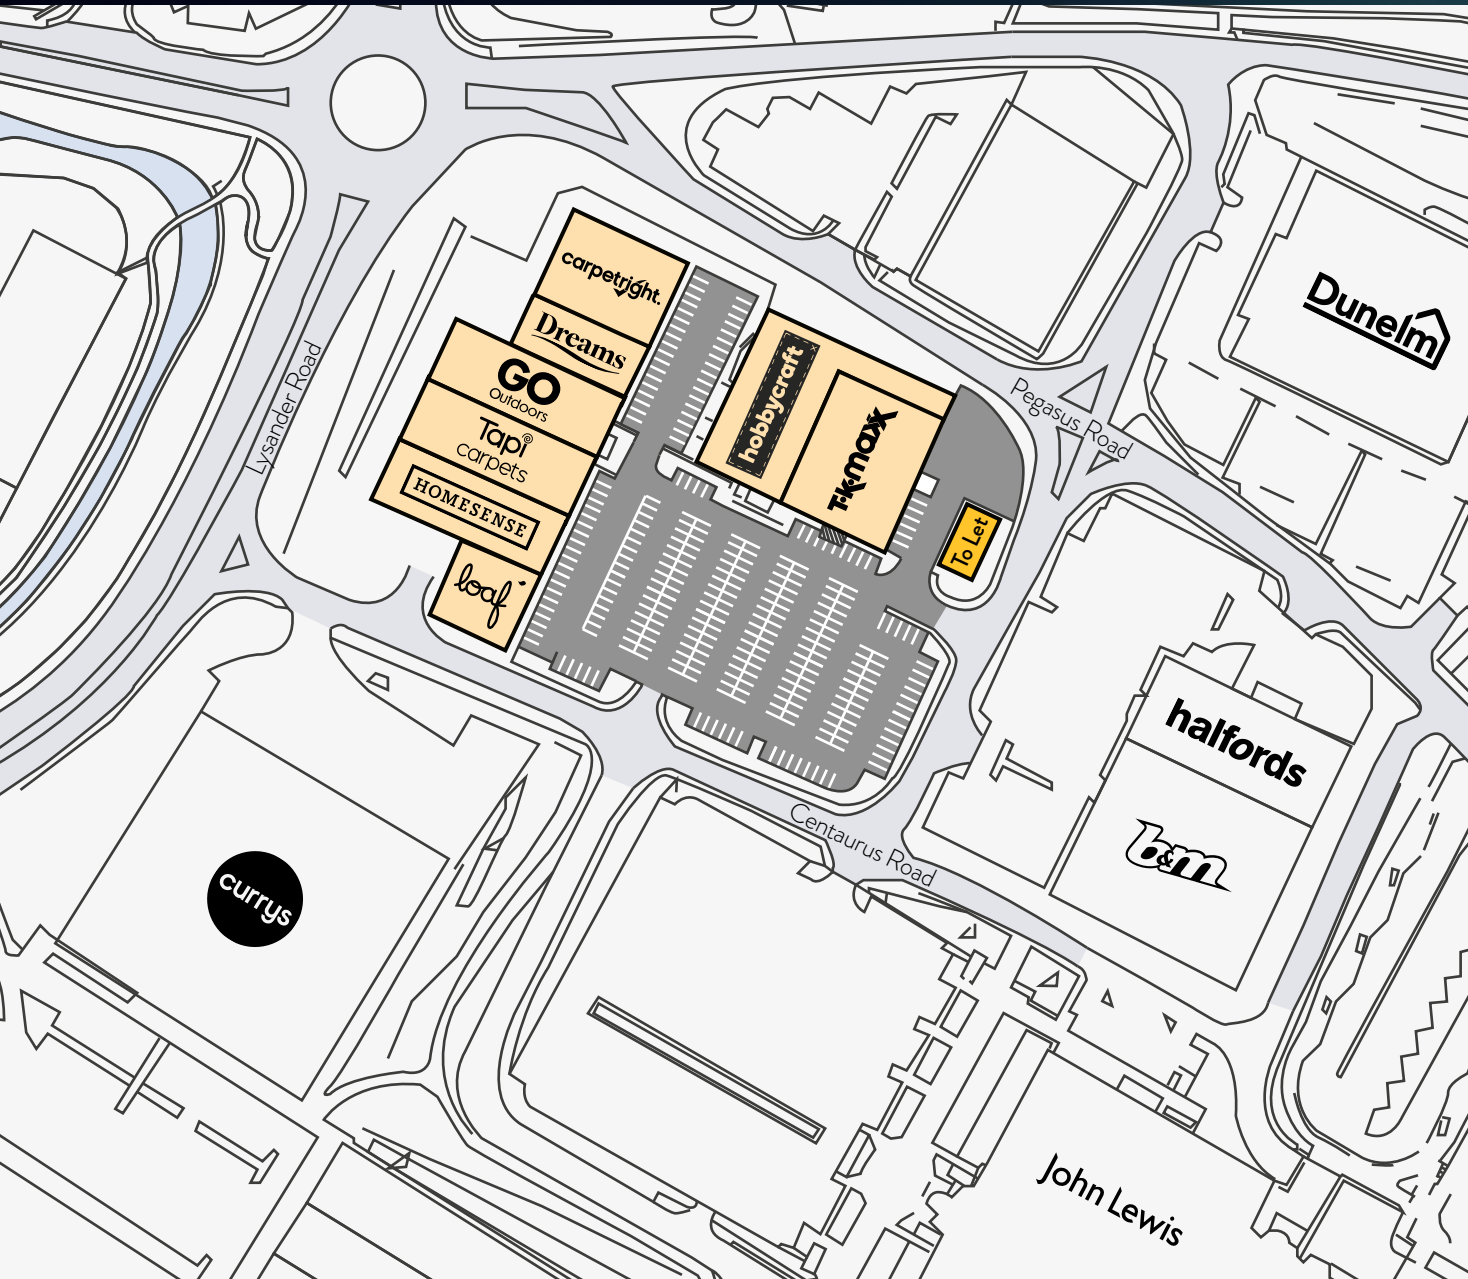 carpetright.
Dreams
GO
Outdoors
Tapi®
carpets
HOMESENSE
loaf
hobbycraft
T·K·maxx
To Let
Dunelm
Lysander Road
Pegasus Road
Centaurus Road
halfords
b&m
currys
John Lewis